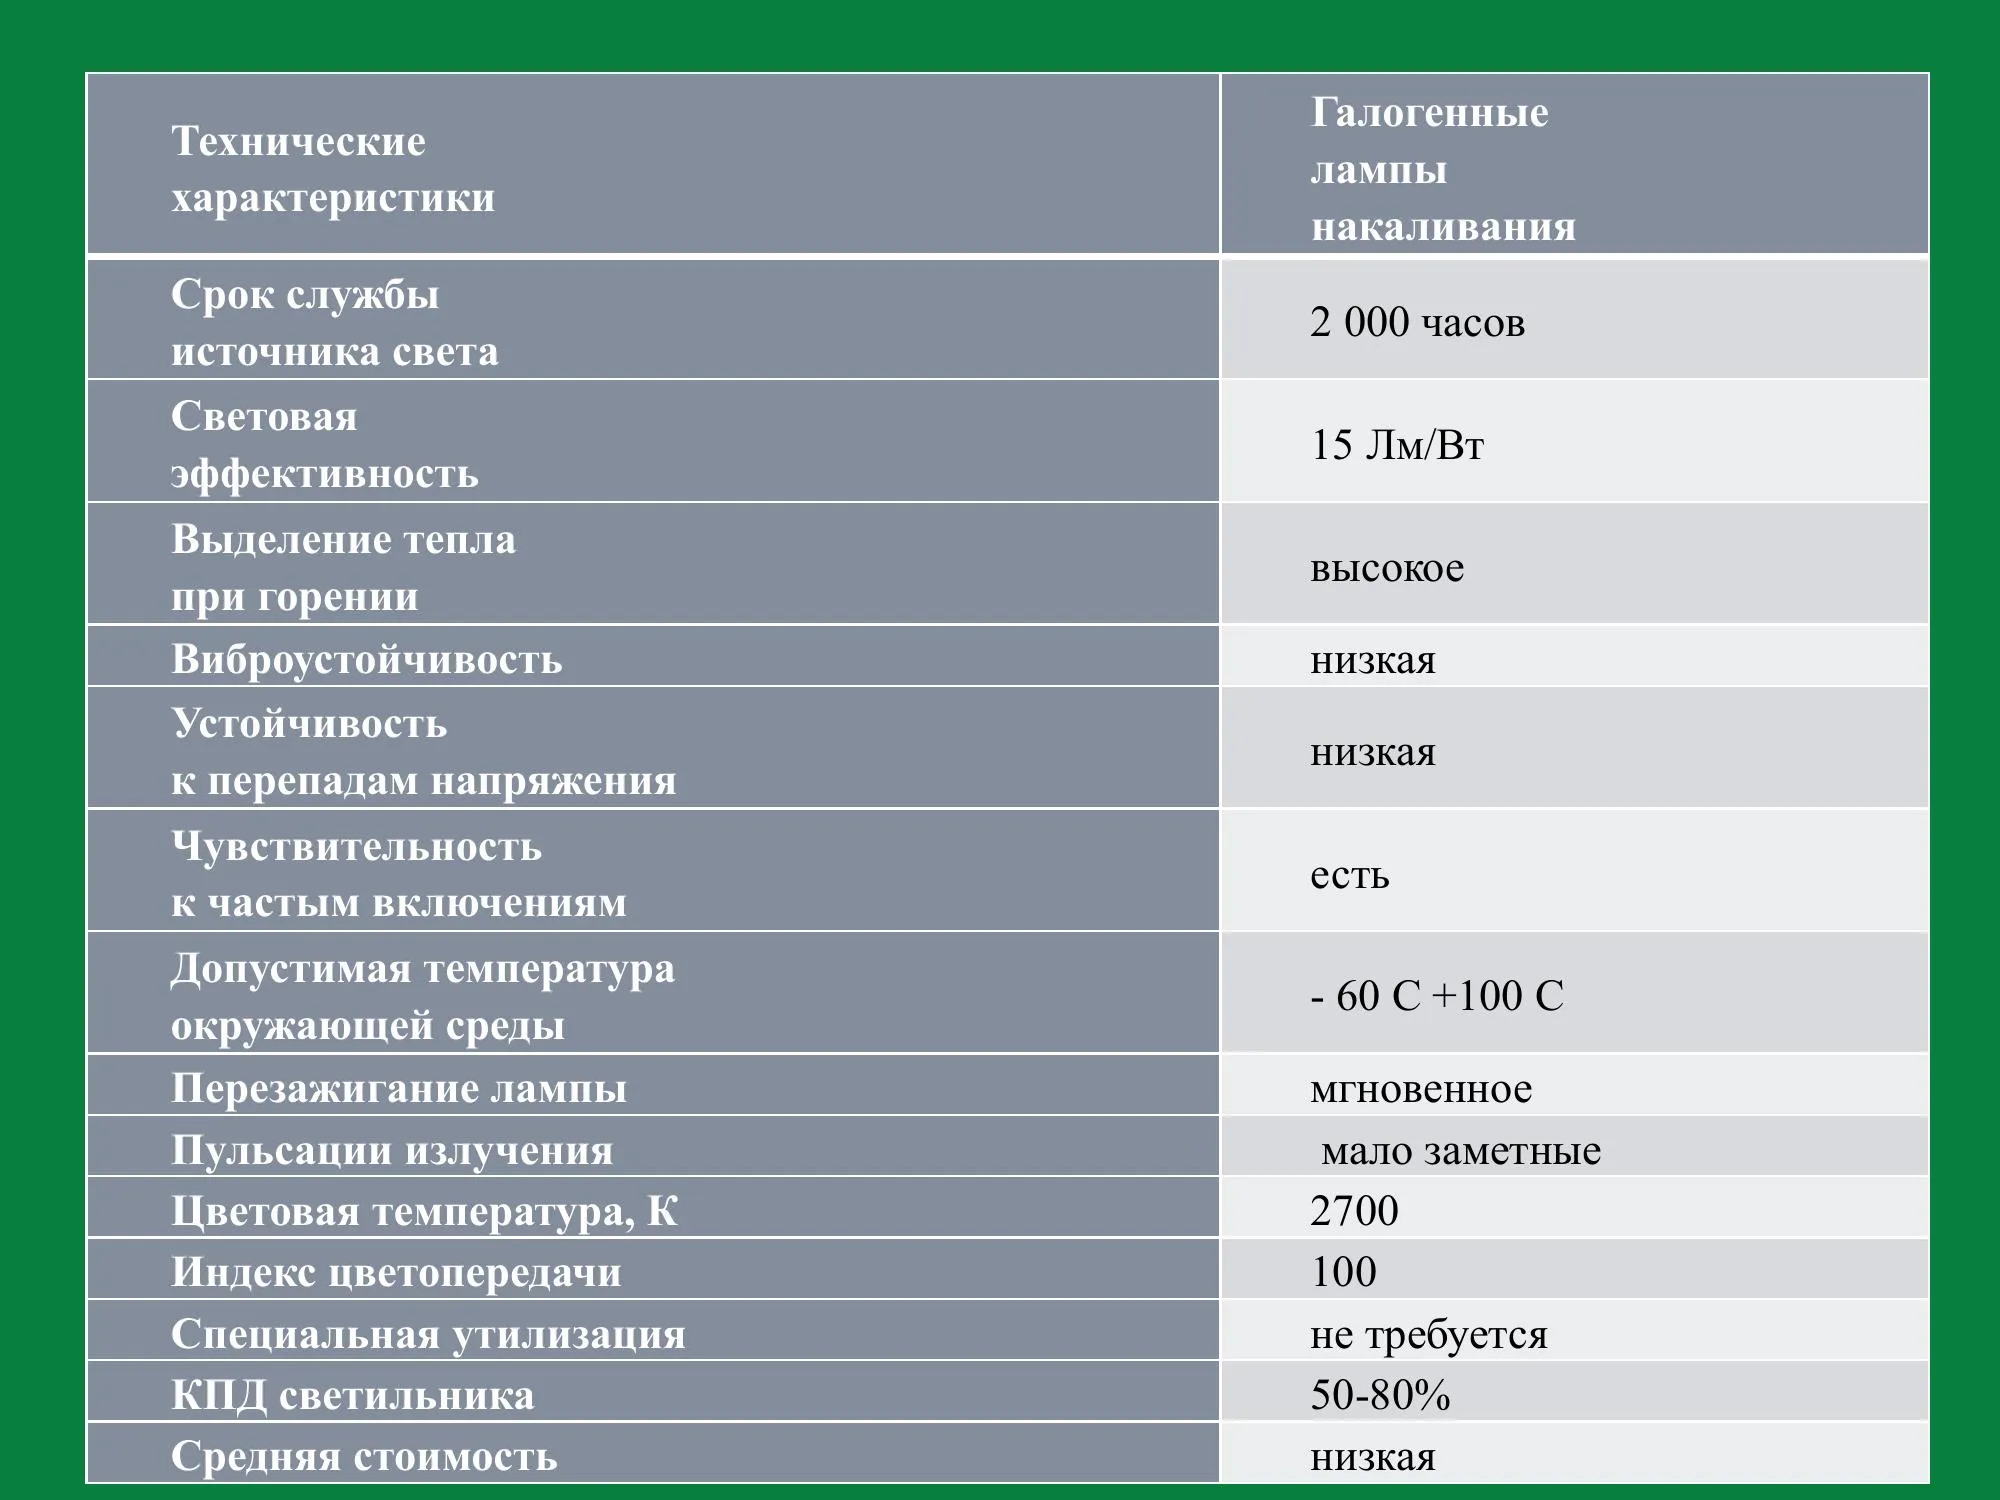 Технические
характеристики
Галогенные
лампы
накаливания
Срок службы
источника света
2 000 часов
Световая
эффективность
15 Лм/Вт
Выделение тепла
при горении
высокое
Виброустойчивость
низкая
Устойчивость
к перепадам напряжения
низкая
Чувствительность
к частым включениям
есть
Допустимая температура
окружающей среды
- 60 С +100 С
Перезажигание лампы
мгновенное
Пульсации излучения
мало заметные
Цветовая температура, К
2700
Индекс цветопередачи
100
Специальная утилизация
не требуется
КПД светильника
50-80%
Средняя стоимость
низкая